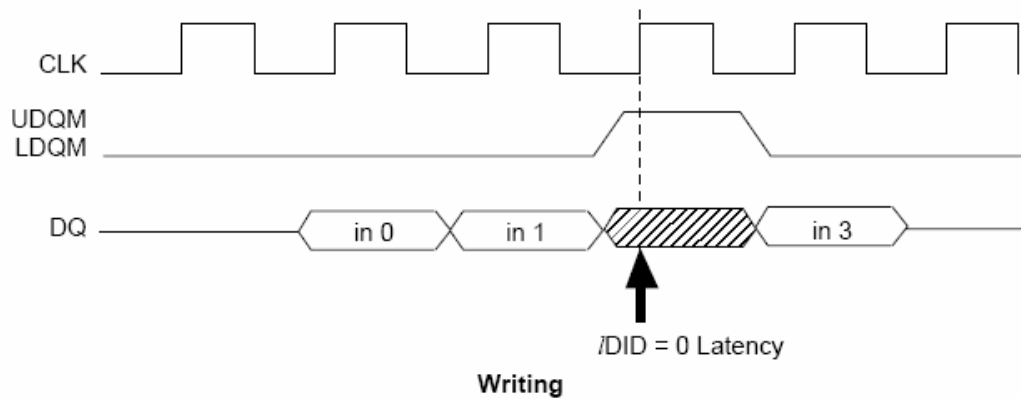 CLK
UDQM
LDQM
DQ
in 0
in 1
in 3
lDID = 0 Latency
Writing